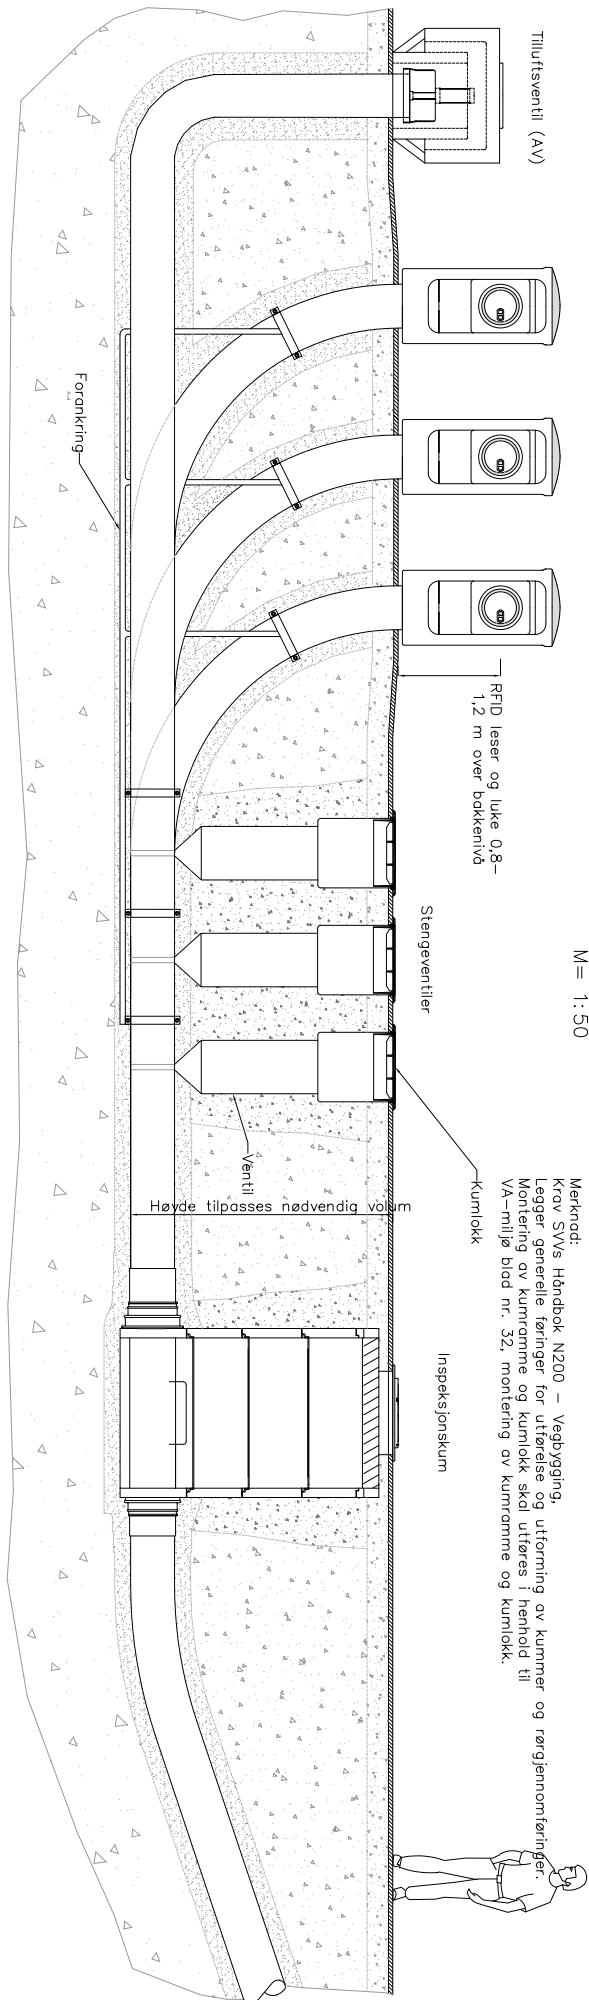 Tilluftsventil (AV)
RFID leser og luke 0,8–
1,2 m over bakkenivå
Forankring
M= 1:50
Stengeventiler
Ventil
Kumlokk
Høyde tilpasses nødvendig volum
Inspeksjonskum
Merknad:
Krav SVVs Håndbok N200 – Vegbygging,
Legger generelle føringer for utførelse og utforming av kummer og rørgjennomføringer.
Montering av kumramme og kumlokk skal utføres i henhold til
VA–miljø blad nr. 32, montering av kumramme og kumlokk.